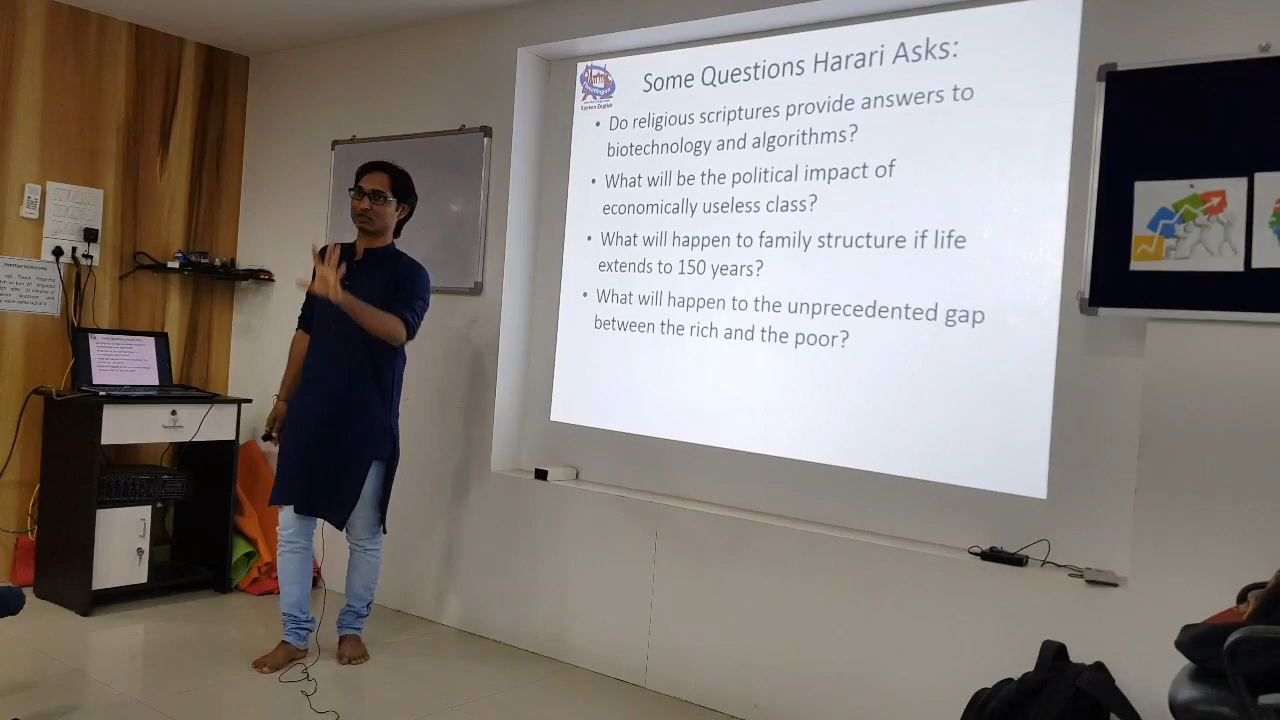 Some Questions Harari Asks:
Spoken English
• Do religious scriptures provide answers to
biotechnology and algorithms?
• What will be the political impact of
economically useless class?
• What will happen to family structure if life
extends to 150 years?
• What will happen to the unprecedented gap
between the rich and the poor?